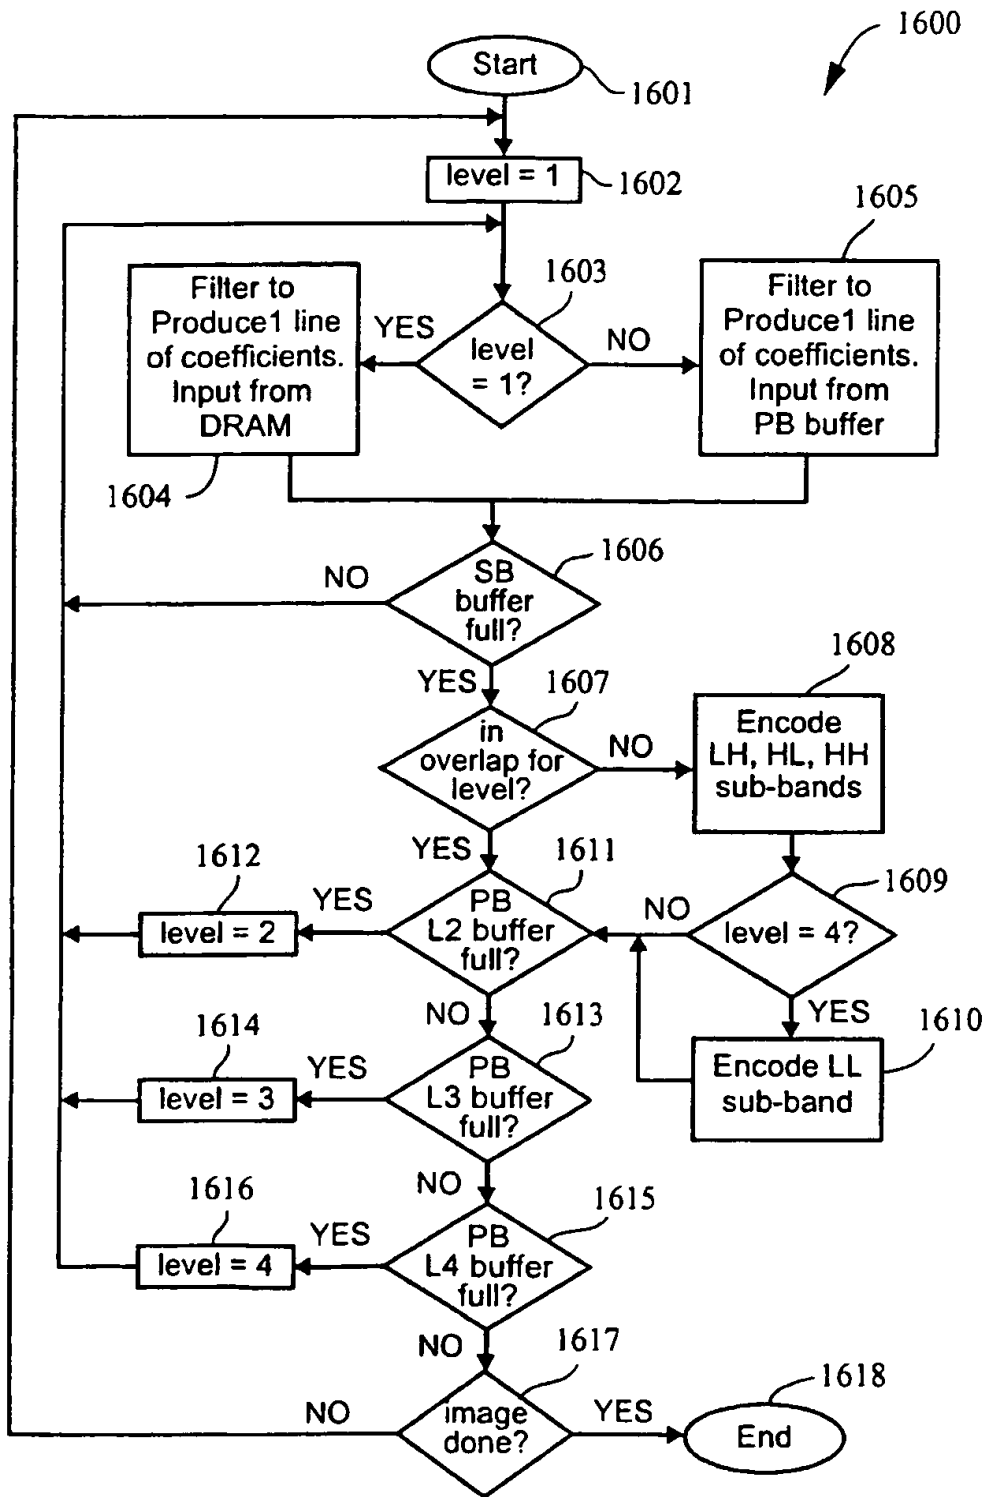 1600
Start
1601
level = 1
1602
1605
Filter to
Produce1 line
of coefficients.
Input from
DRAM
1604
YES
1603
level
= 1?
NO
Filter to
Produce1 line
of coefficients.
Input from
PB buffer
1606
SB
buffer
full?
NO
YES
1607
in
overlap for
level?
NO
1608
Encode
LH, HL, HH
sub-bands
YES
1612
level = 2
YES
1611
PB
L2 buffer
full?
NO
1609
level = 4?
YES
1610
Encode LL
sub-band
NO
1613
1614
level = 3
YES
PB
L3 buffer
full?
NO
1615
1616
level = 4
YES
PB
L4 buffer
full?
NO
1617
image
done?
NO
YES
1618
End